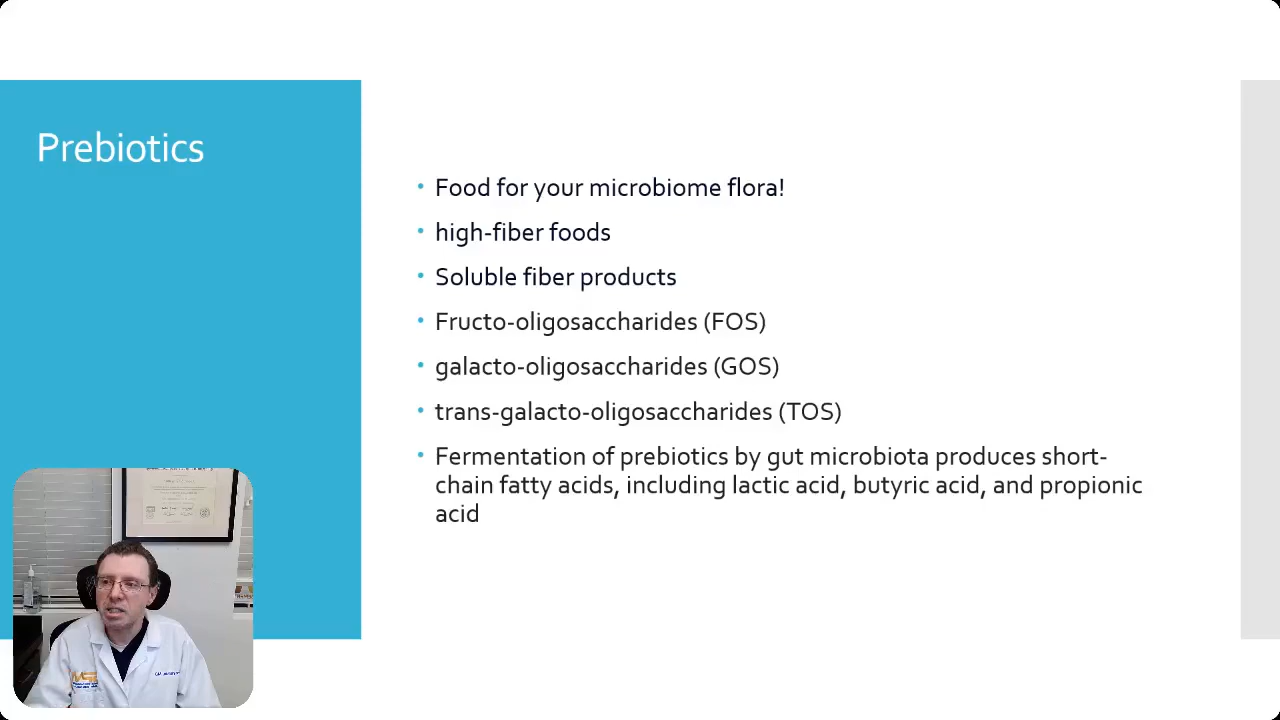 Prebiotics
Food for your microbiome flora!
high-fiber foods
Soluble fiber products
Fructo-oligosaccharides (FOS)
galacto-oligosaccharides (GOS)
trans-galacto-oligosaccharides (TOS)
Fermentation of prebiotics by gut microbiota produces short-
chain fatty acids, including lactic acid, butyric acid, and propionic
acid